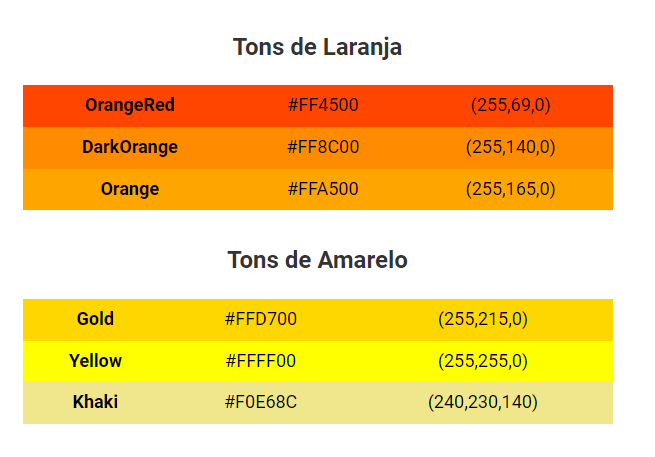 Tons de Laranja
OrangeRed #FF4500 (255,69,0)
DarkOrange #FF8C00 (255,140,0)
Orange #FFA500 (255,165,0)
Tons de Amarelo
Gold #FFD700 (255,215,0)
Yellow #FFFF00 (255,255,0)
Khaki #F0E68C (240,230,140)